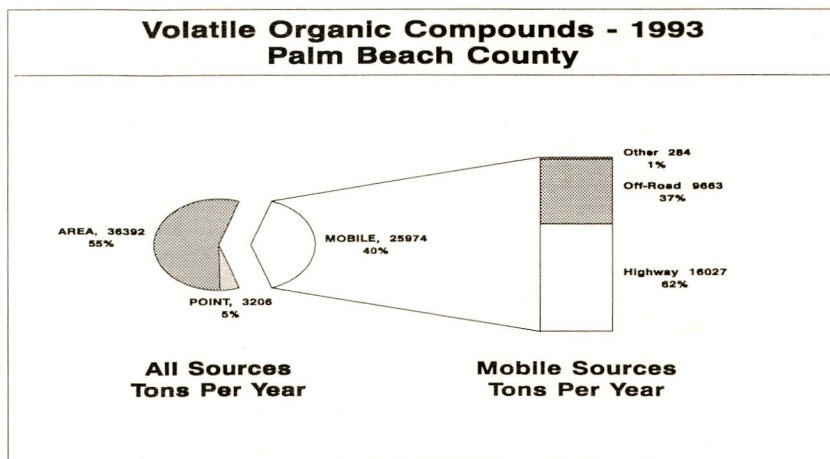 Volatile Organic Compounds - 1993
Palm Beach County
AREA, 36392
55%
POINT, 3206
5%
MOBILE, 25974
40%
Other 284
1%
Off-Road 9663
37%
Highway 16027
62%
All Sources
Tons Per Year
Mobile Sources
Tons Per Year